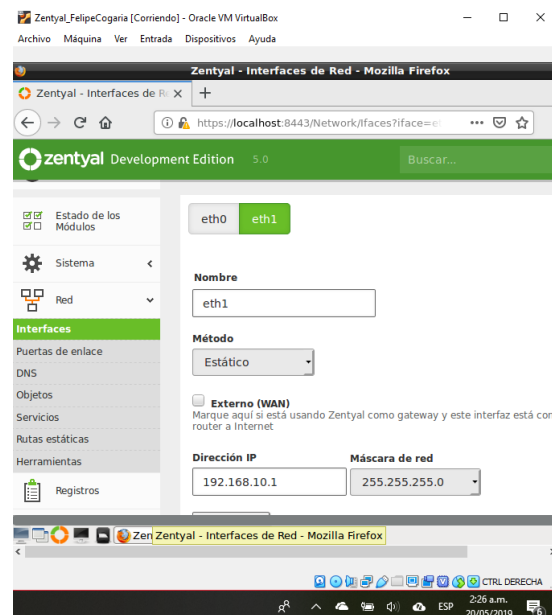 Zentyal_FelipeCogaria [Corriendo] - Oracle VM VirtualBox
Archivo Máquina Ver Entrada Dispositivos Ayuda
Zentyal - Interfaces de Red - Mozilla Firefox
Zentyal - Interfaces de Re
https://localhost:8443/Network/Ifaces?iface=e
zentyal Development Edition 5.0
Buscar...
Estado de los
Módulos
Sistema
Red
Interfaces
Puertas de enlace
DNS
Objetos
Servicios
Rutas estáticas
Herramientas
Registros
eth0 eth1
Nombre
eth1
Método
Estático
Externo (WAN)
Marque aquí si está usando Zentyal como gateway y este interfaz está con
router a Internet
Dirección IP Máscara de red
192.168.10.1 255.255.255.0
Zen
Zentyal - Interfaces de Red - Mozilla Firefox
CTRL DERECHA
ESP
2:26 a.m.
20/05/2019
6